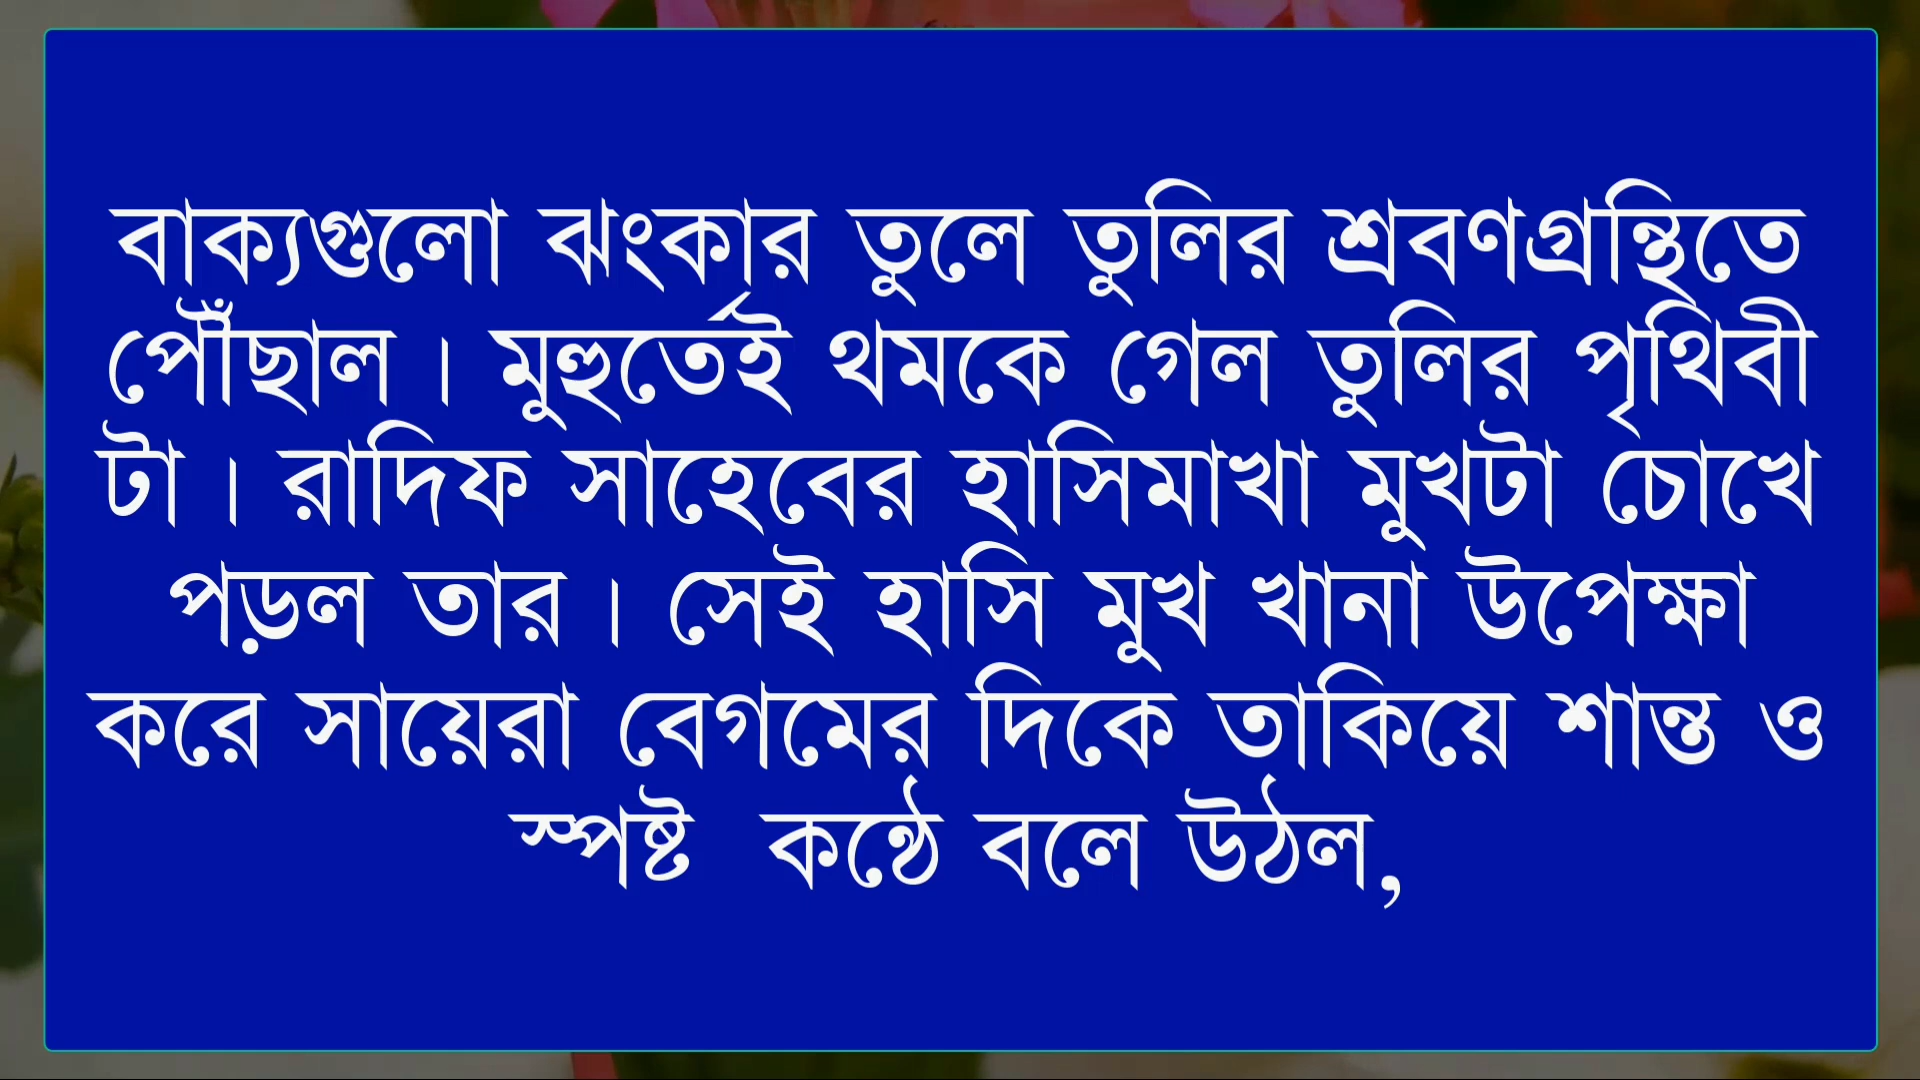 বাক্যগুলো ঝংকার তুলে তুলির শ্রবণগ্রন্থিতে
পৌঁছাল । মুহুর্তেই থমকে গেল তুলির পৃথিবী
টা । রাদিফ সাহেবের হাসিমাখা মুখটা চোখে
পড়ল তার । সেই হাসি মুখ খানা উপেক্ষা
করে সায়েরা বেগমের দিকে তাকিয়ে শান্ত ও
স্পষ্ট  কণ্ঠে বলে উঠল,